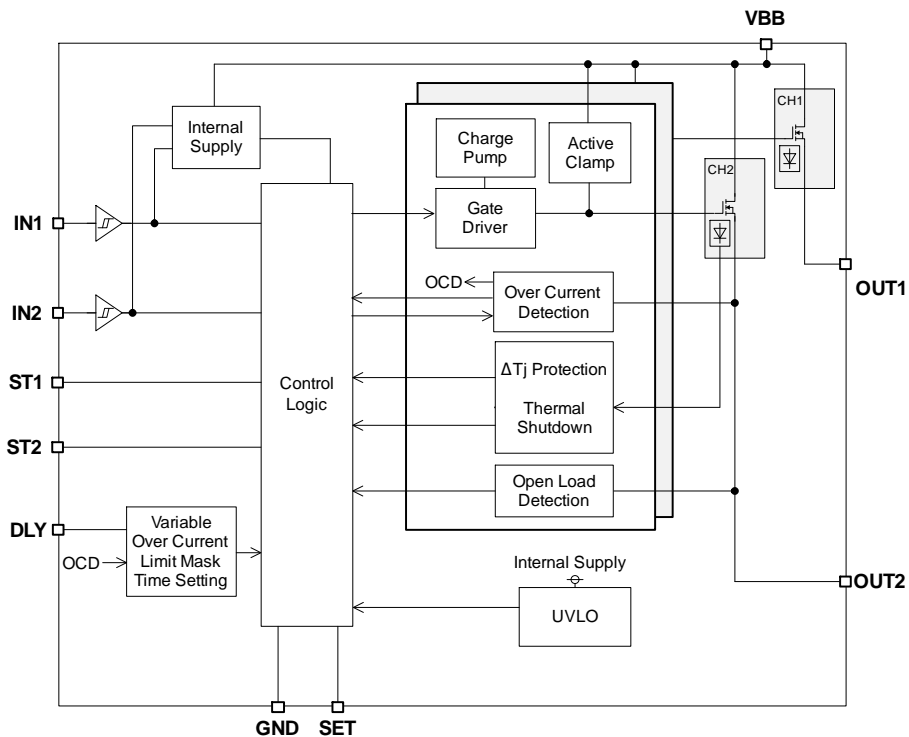 VBB
CH1
Internal
Supply
Charge
Pump
Active
Clamp
CH2
IN1
Gate
Driver
OUT1
OCD
Over Current
Detection
IN2
ΔTj Protection
Thermal
Shutdown
ST1
Control
Logic
ST2
Open Load
Detection
DLY
Variable
Over Current
Limit Mask
Time Setting
OCD
Internal Supply
UVLO
OUT2
GND
SET